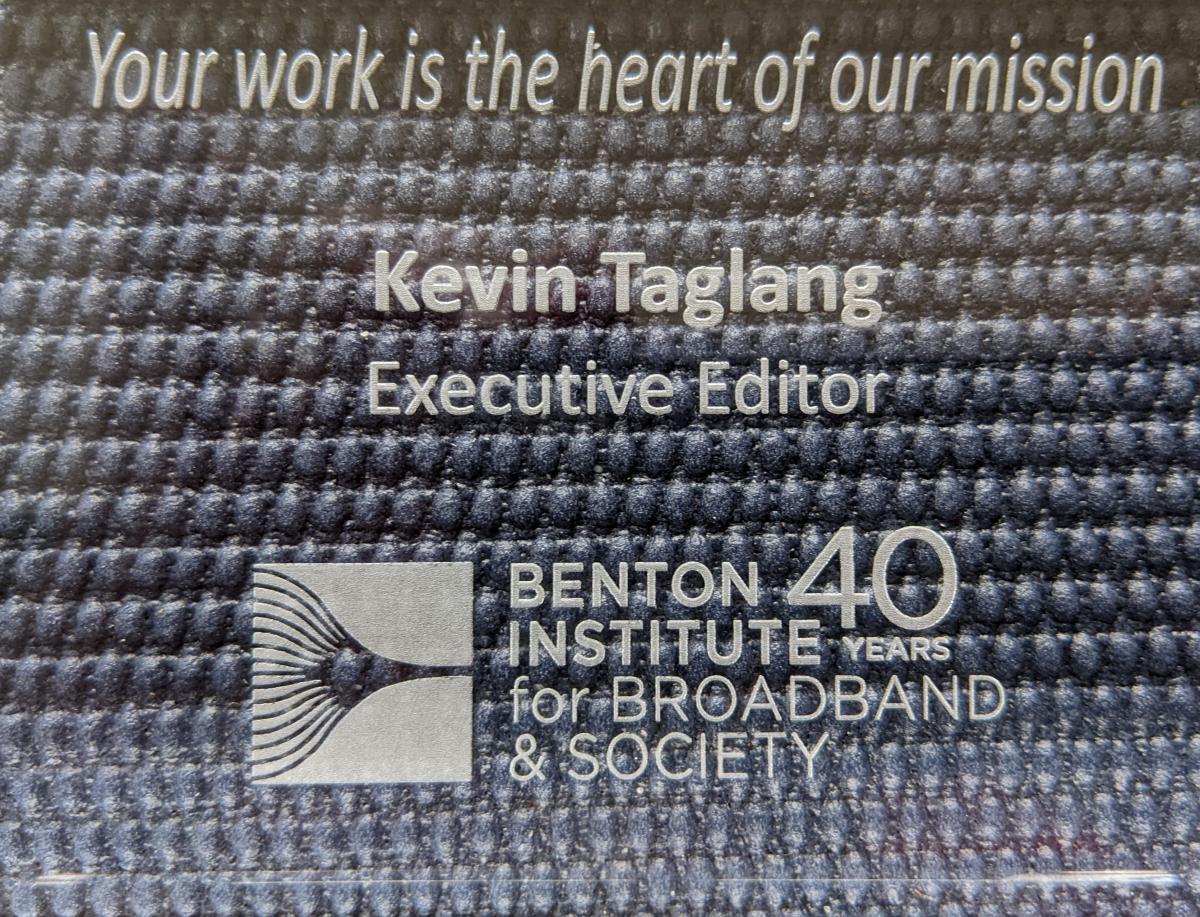 Your work is the heart of our mission
Kevin Taglang
Executive Editor
BENTON 40
INSTITUTE YEARS
for BROADBAND
& SOCIETY